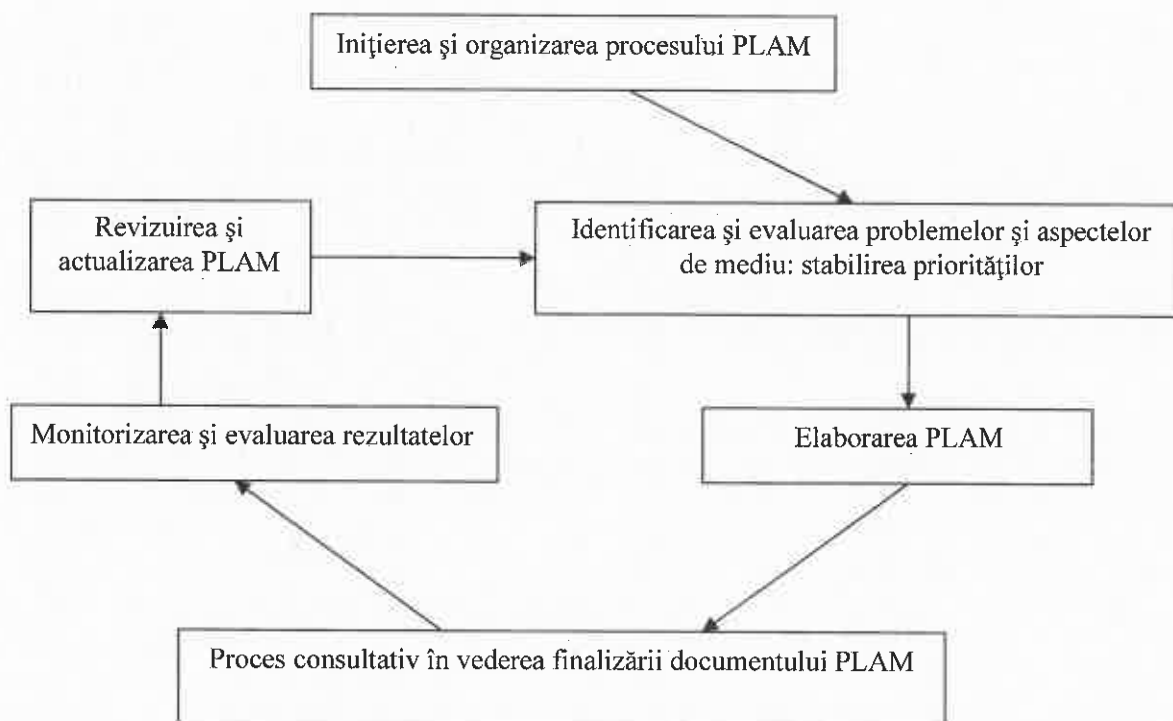 Iniţierea şi organizarea procesului PLAM
Revizuirea şi
actualizarea PLAM
Identificarea şi evaluarea problemelor şi aspectelor
de mediu: stabilirea priorităţilor
Monitorizarea şi evaluarea rezultatelor
Elaborarea PLAM
Proces consultativ în vederea finalizării documentului PLAM